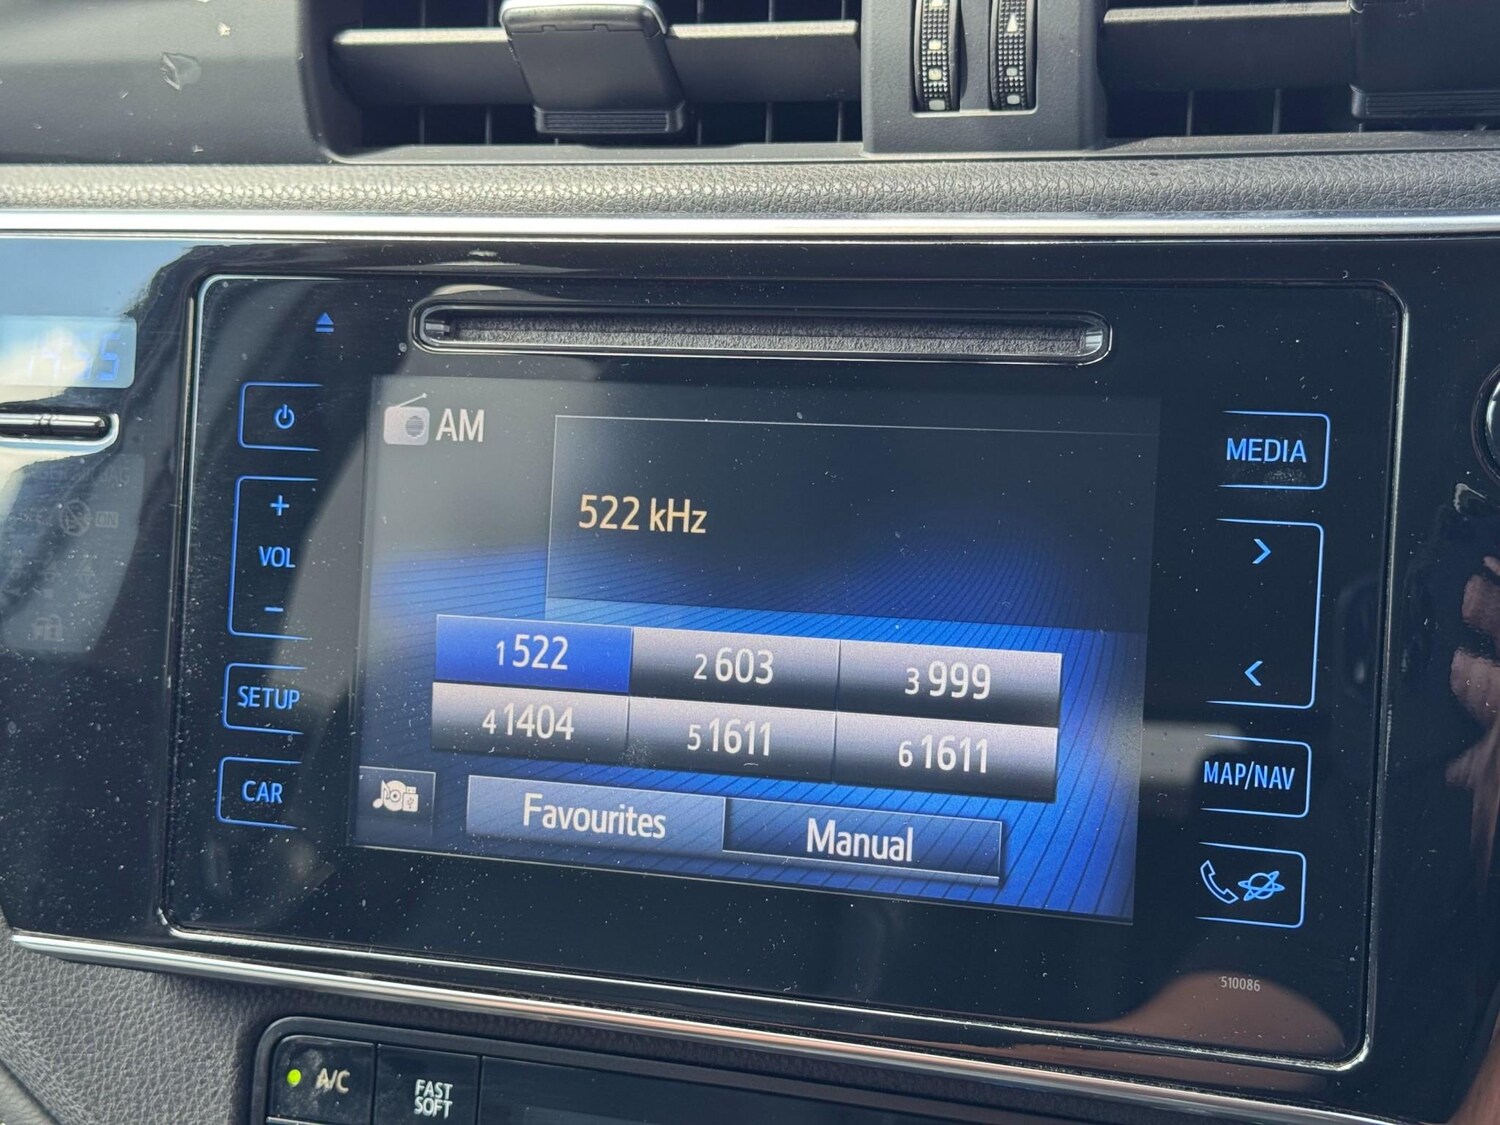 AM
522 kHz
1 522
2 603
3 999
4 1404
5 1611
6 1611
Favourites
Manual
+
VOL
-
SETUP
CAR
MEDIA
>
<
MAP/NAV
510086
A/C
FAST
SOFT